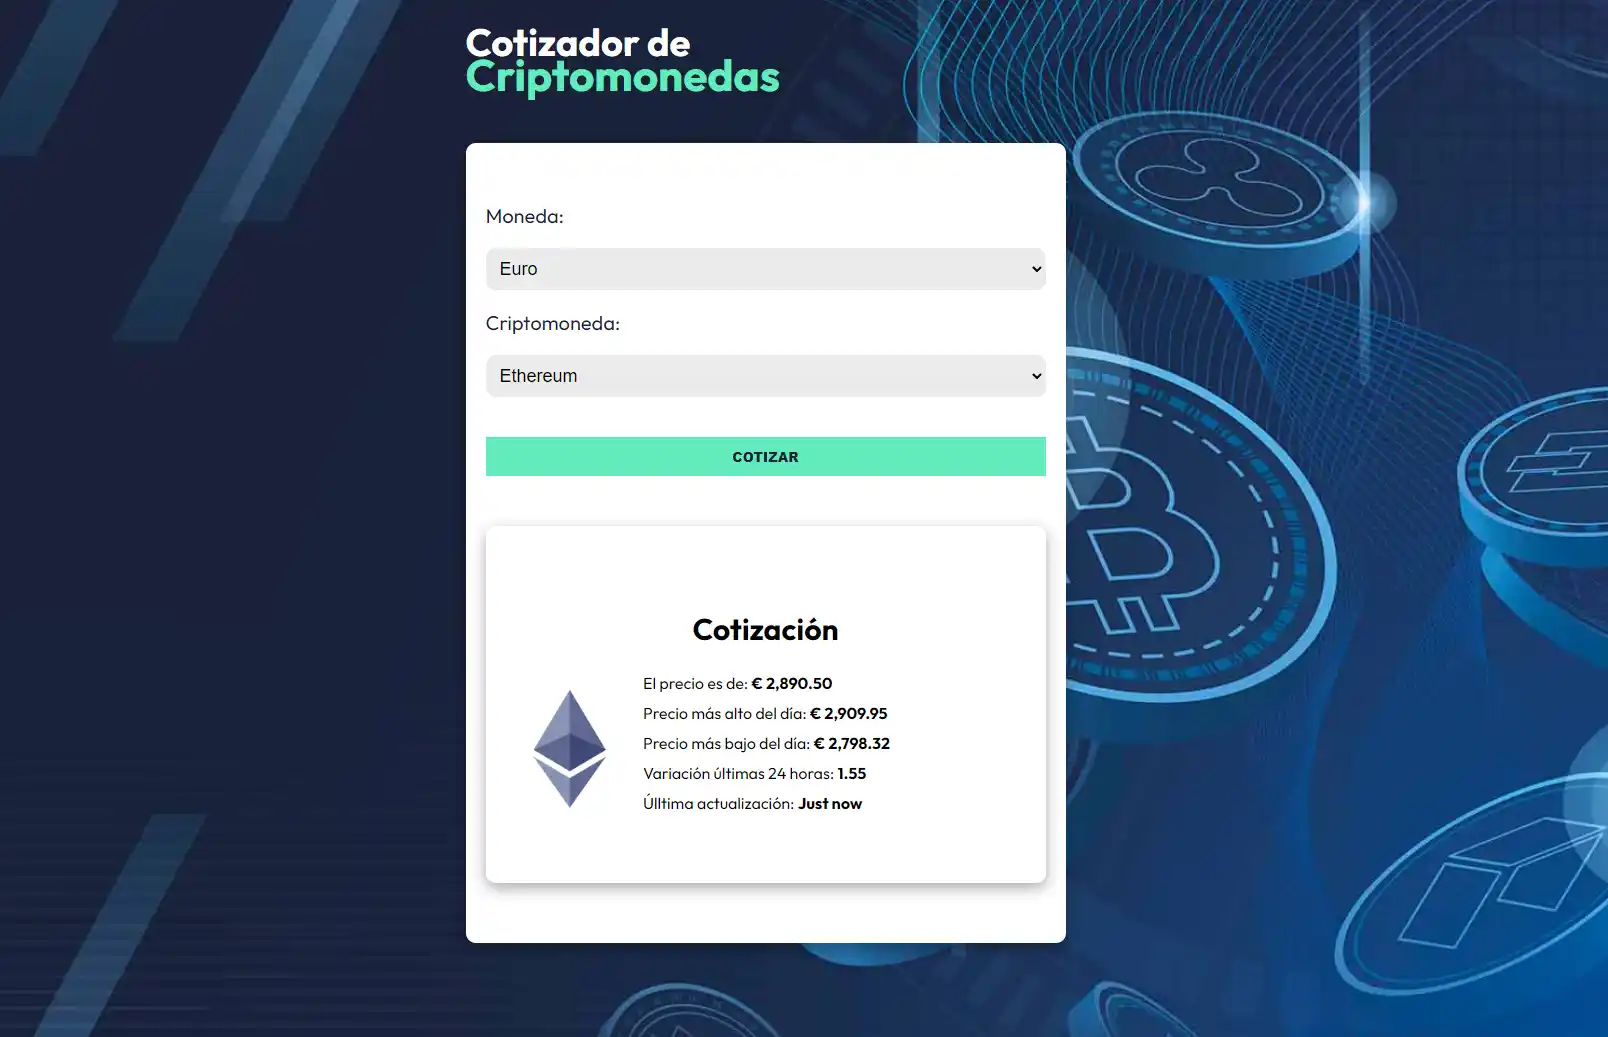 Cotizador de
Criptomonedas
Moneda:
Euro
Criptomoneda:
Ethereum
COTIZAR
Cotización
El precio es de: € 2,890.50
Precio más alto del día: € 2,909.95
Precio más bajo del día: € 2,798.32
Variación últimas 24 horas: 1.55
Úlltima actualización: Just now